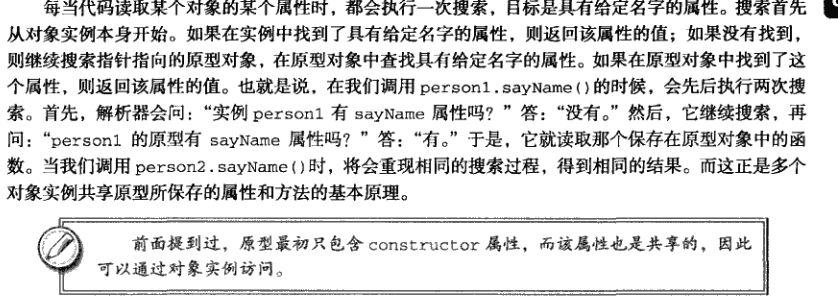 每当代码读取某个对象的某个属性时，都会执行一次搜索，目标是具有给定名字的属性。搜索首先
从对象实例本身开始。如果在实例中找到了具有给定名字的属性，则返回该属性的值；如果没有找到，
则继续搜索指针指向的原型对象，在原型对象中查找具有给定名字的属性。如果在原型对象中找到了这
个属性，则返回该属性的值。也就是说，在我们调用 person1.sayName()的时候，会先后执行两次搜
索。首先，解析器会问：“实例 person1 有 sayName 属性吗？”答：“没有。”然后，它继续搜索，再
问：“person1 的原型有 sayName 属性吗？”答：“有。”于是，它就读取那个保存在原型对象中的函
数。当我们调用 person2.sayName()时，将会重现相同的搜索过程，得到相同的结果。而这正是多个
对象实例共享原型所保存的属性和方法的基本原理。
前面提到过，原型最初只包含 constructor 属性，而该属性也是共享的，因此
可以通过对象实例访问。